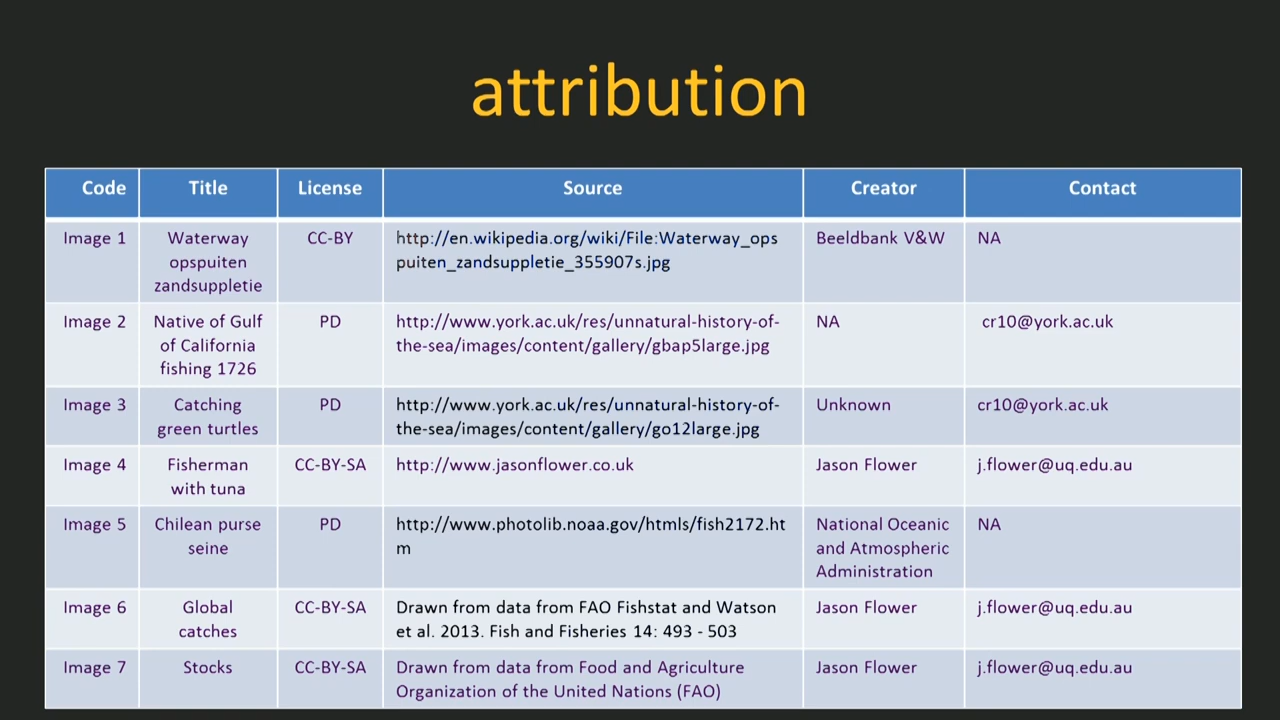 attribution
Code Title License Source Creator Contact
Image 1 Waterway opspuiten zandsuppletie CC-BY http://en.wikipedia.org/wiki/File:Waterway_ops puiten_zandsuppletie_355907s.jpg Beeldbank V&W NA
Image 2 Native of Gulf of California fishing 1726 PD http://www.york.ac.uk/res/unnatural-history-of- the-sea/images/content/gallery/gbap5large.jpg NA cr10@york.ac.uk
Image 3 Catching green turtles PD http://www.york.ac.uk/res/unnatural-history-of- the-sea/images/content/gallery/go12large.jpg Unknown cr10@york.ac.uk
Image 4 Fisherman with tuna CC-BY-SA http://www.jasonflower.co.uk Jason Flower j.flower@uq.edu.au
Image 5 Chilean purse seine PD http://www.photolib.noaa.gov/htmls/fish2172.ht m National Oceanic and Atmospheric Administration NA
Image 6 Global catches CC-BY-SA Drawn from data from FAO Fishstat and Watson et al. 2013. Fish and Fisheries 14: 493 - 503 Jason Flower j.flower@uq.edu.au
Image 7 Stocks CC-BY-SA Drawn from data from Food and Agriculture Organization of the United Nations (FAO) Jason Flower j.flower@uq.edu.au